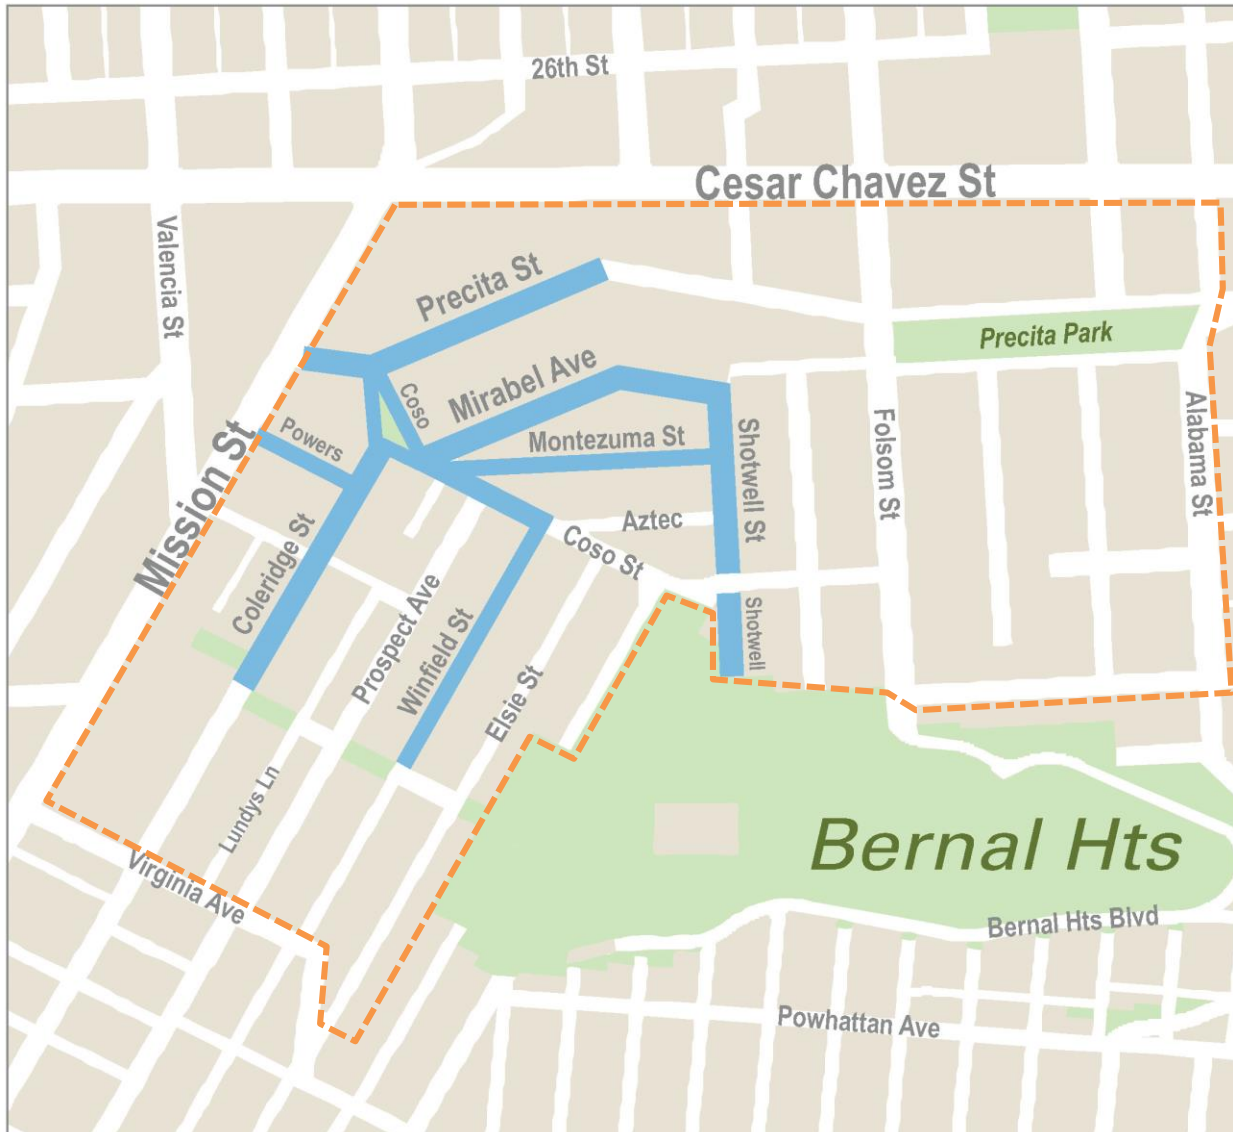 26th St
Cesar Chavez St
Valencia St
Precita St
Precita Park
Mirabel Ave
Coso
Powers
Montezuma St
Shotwell St
Folsom St
Alabama St
Mission St
Aztec
Coso St
Coleridge St
Prospect Ave
Winfield St
Shotwell
Elsie St
Lundys Ln
Bernal Hts
Virginia Ave
Bernal Hts Blvd
Powhattan Ave